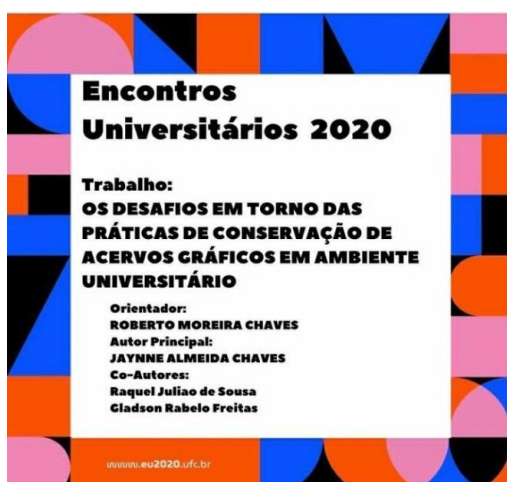 Encontros
Universitários 2020
Trabalho:
OS DESAFIOS EM TORNO DAS
PRÁTICAS DE CONSERVAÇÃO DE
ACERVOS GRÁFICOS EM AMBIENTE
UNIVERSITÁRIO
Orientador:
ROBERTO MOREIRA CHAVES
Autor Principal:
JAYNNE ALMEIDA CHAVES
Co-Autores:
Raquel Juliao de Sousa
Gladson Rabelo Freitas
www.eu2020.ufc.br